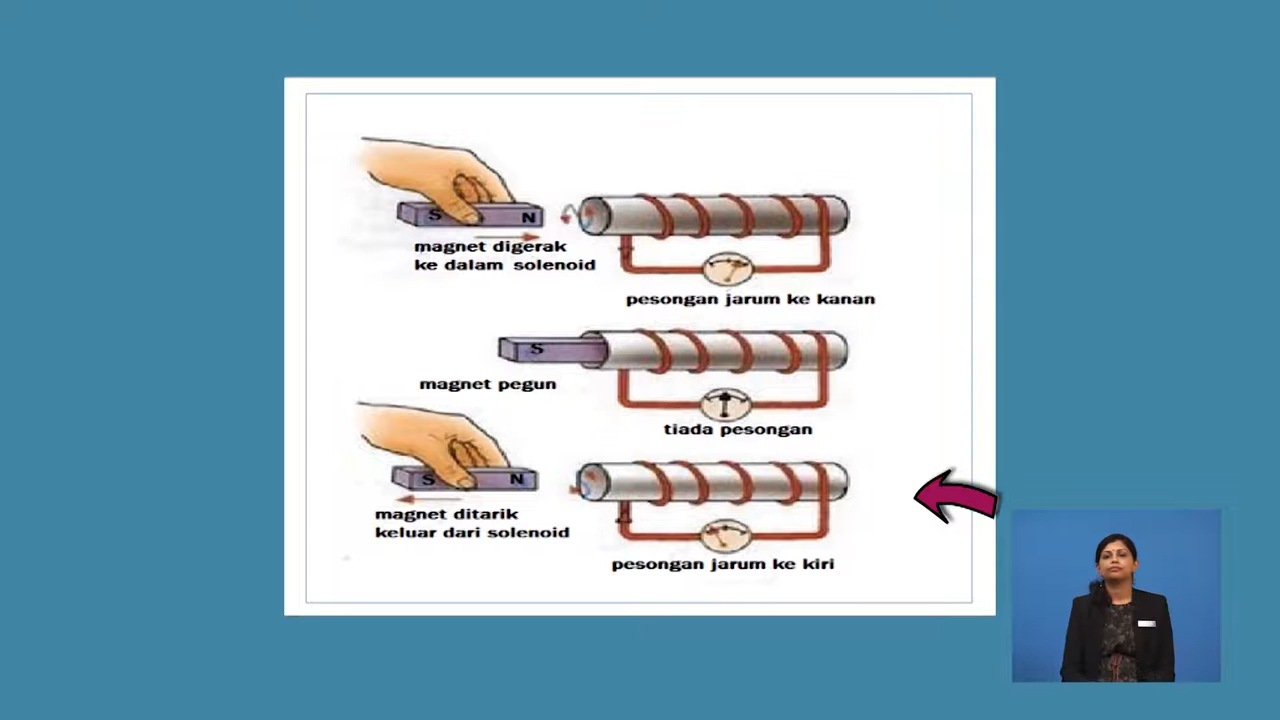 S N
magnet digerak
ke dalam solenoid
pesongan jarum ke kanan
S
magnet pegun
tiada pesongan
S N
magnet ditarik
keluar dari solenoid
pesongan jarum ke kiri